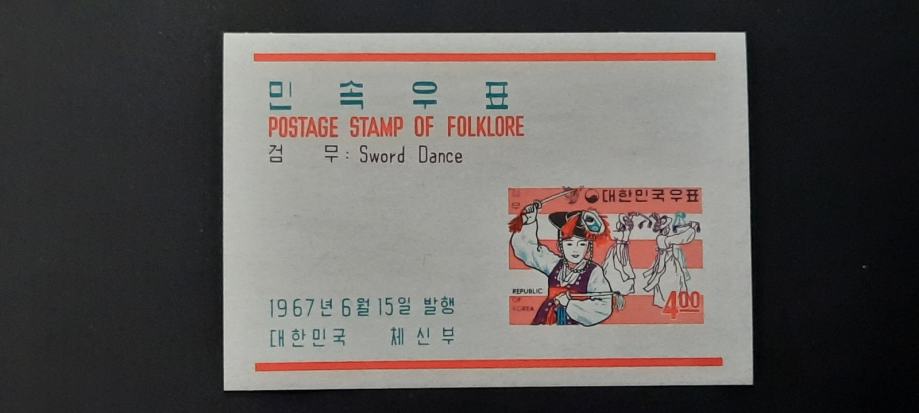 민 속 우 표
POSTAGE STAMP OF FOLKLORE
검 무 : Sword Dance
검무
대한민국우표
REPUBLIC
OF
KOREA
4.00
1967년 6월 15일 발행
대한민국 체신부